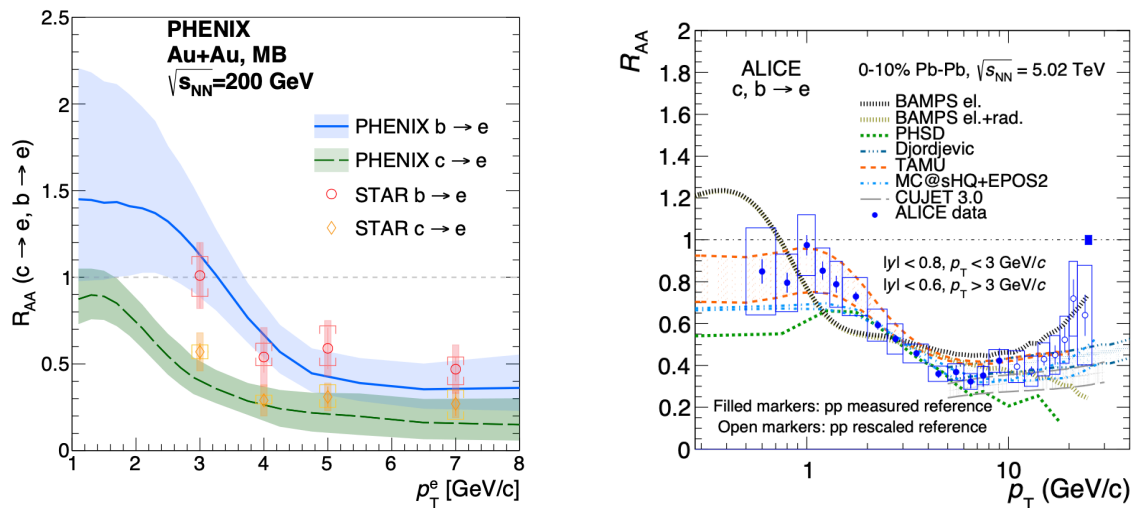 PHENIX
Au+Au, MB
√sNN=200 GeV
PHENIX b → e
PHENIX c → e
STAR b → e
STAR c → e
RAA (c → e, b → e)
2.5
2
1.5
1
0.5
0
1 2 3 4 5 6 7 8
pTe [GeV/c]
RAA
2
1.8
1.6
1.4
1.2
1
0.8
0.6
0.4
0.2
0
ALICE
c, b → e
0-10% Pb-Pb, √sNN = 5.02 TeV
BAMPS el.
BAMPS el.+rad.
PHSD
Djordjevic
TAMU
MC@sHQ+EPOS2
CUJET 3.0
ALICE data
|y| < 0.8, pT < 3 GeV/c
|y| < 0.6, pT > 3 GeV/c
Filled markers: pp measured reference
Open markers: pp rescaled reference
1 10
pT (GeV/c)